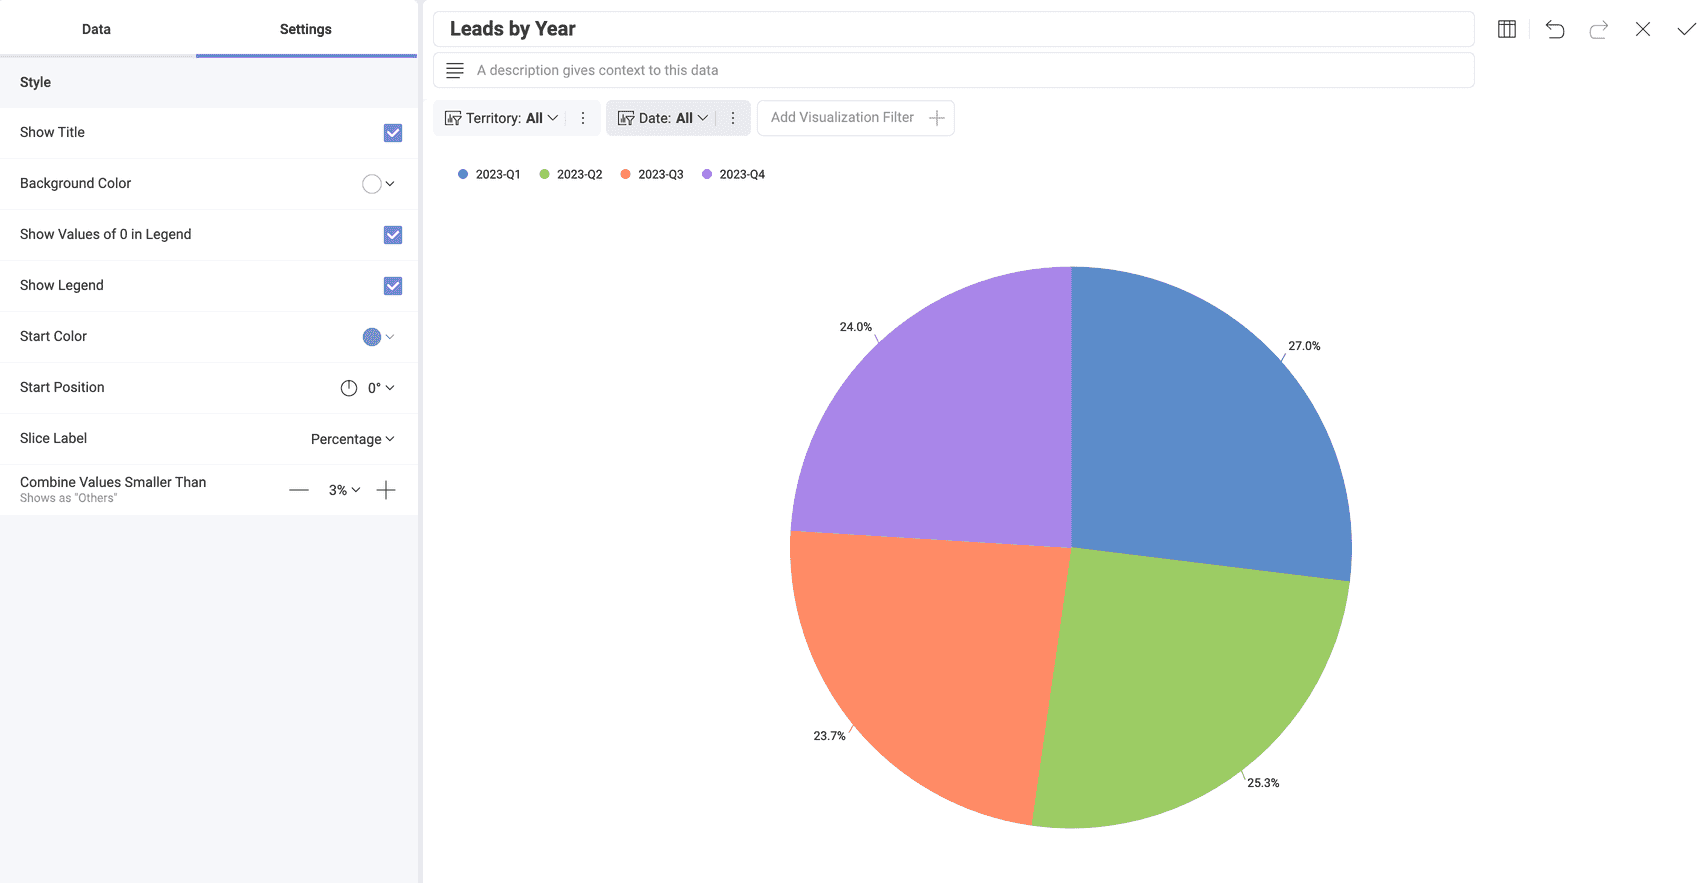 Data
Settings
Style
Show Title
Background Color
Show Values of 0 in Legend
Show Legend
Start Color
Start Position 0°
Slice Label Percentage
Combine Values Smaller Than 3%
Shows as "Others"
Leads by Year
A description gives context to this data
Territory: All
Date: All
Add Visualization Filter
2023-Q1 2023-Q2 2023-Q3 2023-Q4
24.0%
27.0%
23.7%
25.3%